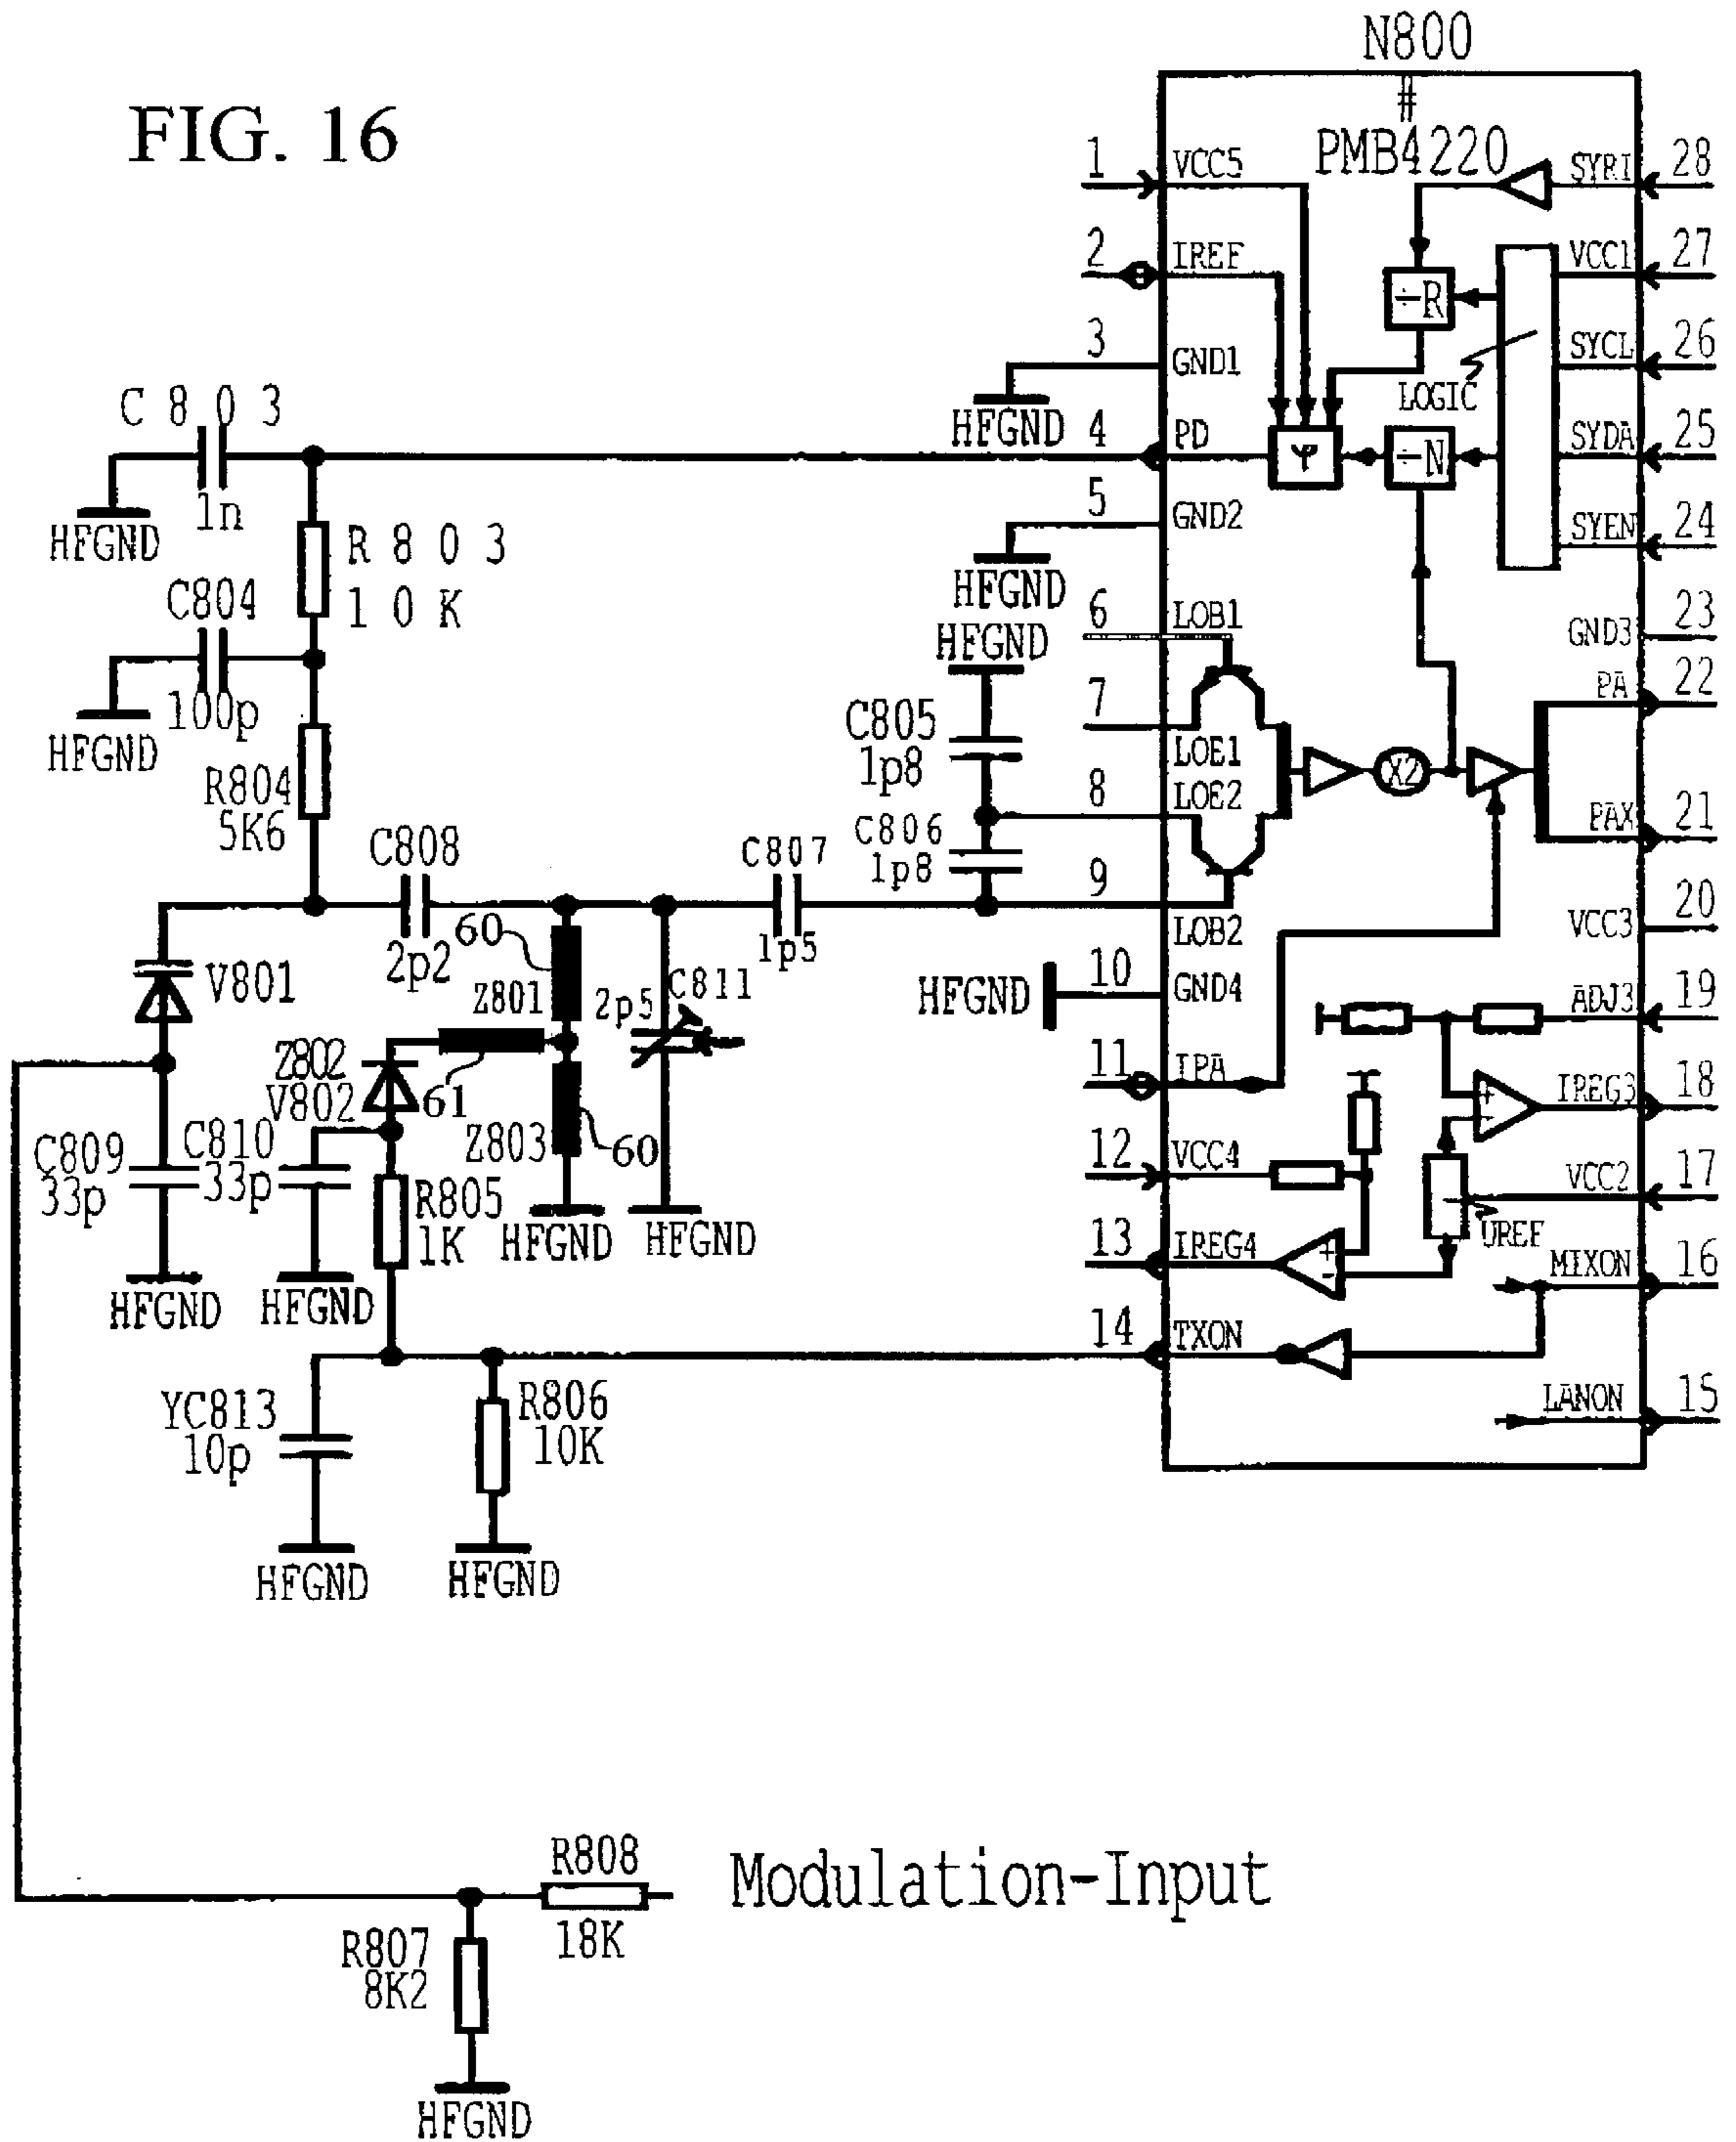 FIG. 16
N800
#
PMB4220
1
VCC5
SYRI
28
2
IREF
VCC1
27
÷R
3
GND1
SYCL
26
HFGND
LOGIC
C 8 0 3
1n
HFGND
4
PD
φ
÷N
SYDA
25
R 8 0 3
1 0 K
5
GND2
SYEN
24
HFGND
C804
100p
HFGND
6
LOB1
GND3
23
HFGND
7
LOE1
PA
22
C805
1p8
X2
R804
5K6
8
LOE2
PAX
21
C806
1p8
C808
2p2
C807
1p5
9
LOB2
VCC3
20
60
V801
Z801
2p5
C811
HFGND
10
GND4
ADJ3
19
Z802
V802
61
11
IPA
+
-
IREG3
18
C809
33p
C810
33p
Z803
60
R805
1K
12
VCC4
VCC2
17
UREF
HFGND
HFGND
13
IREG4
+
-
MIXON
16
HFGND
HFGND
14
TXON
LANON
15
YC813
10p
R806
10K
HFGND
HFGND
R808
18K
Modulation-Input
R807
8K2
HFGND